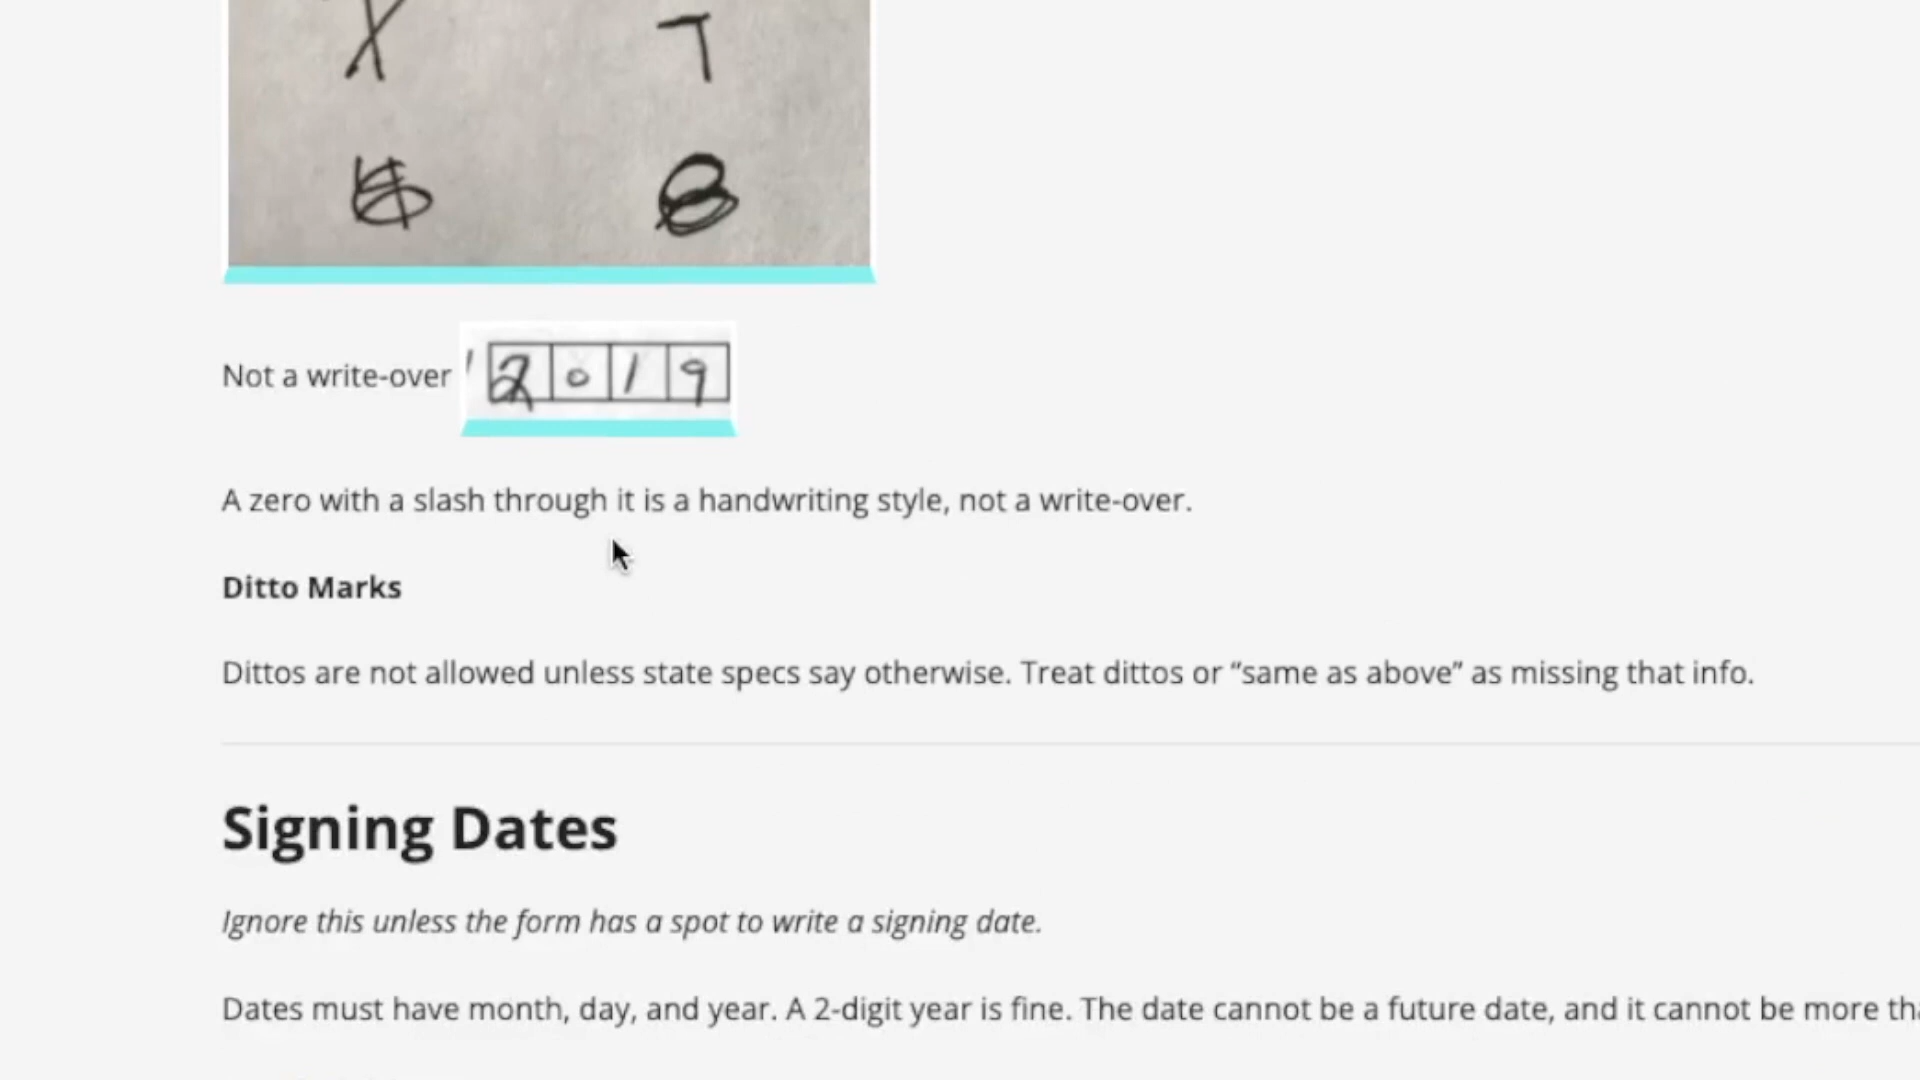 Not a write-over 2019
A zero with a slash through it is a handwriting style, not a write-over.
Ditto Marks
Dittos are not allowed unless state specs say otherwise. Treat dittos or “same as above” as missing that info.
Signing Dates
Ignore this unless the form has a spot to write a signing date.
Dates must have month, day, and year. A 2-digit year is fine. The date cannot be a future date, and it cannot be more